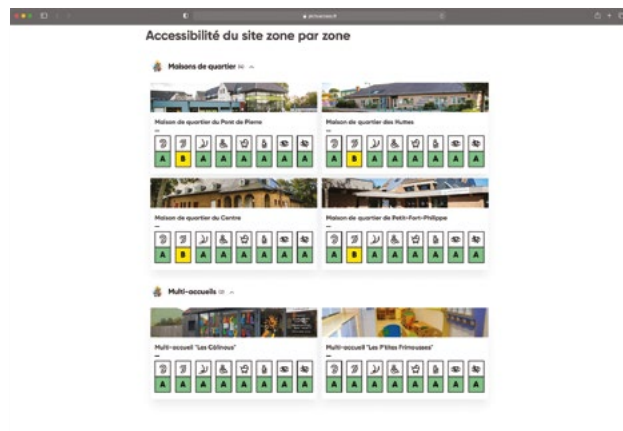 Accessibilité du site zone par zone
Maisons de quartier (4)
Maison de quartier du Pont de Pierre
A B A A A A A A
Maison de quartier des Huttes
A B A A A A A A
Maison de quartier du Centre
A B A A A A A A
Maison de quartier de Petit-Fort-Philippe
A B A A A A A A
Multi-accueils (2)
Multi-accueil "Les Câlinous"
A A A A A A A A
Multi-accueil "Les P'tites Frimousses"
A A A A A A A A